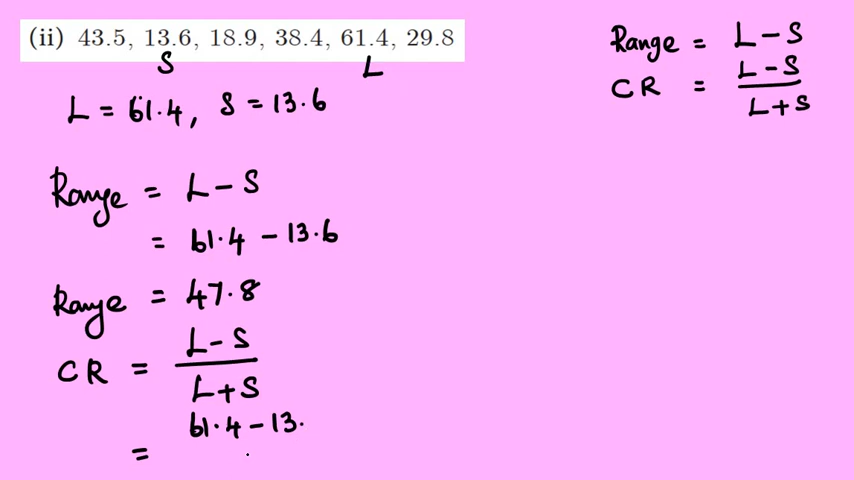 (ii) 43.5, 13.6, 18.9, 38.4, 61.4, 29.8
S L
L = 61.4, S = 13.6
Range = L - S
= 61.4 - 13.6
Range = 47.8
CR = L - S
L + S
= 61.4 - 13.
Range = L - S
CR = L - S
L + S